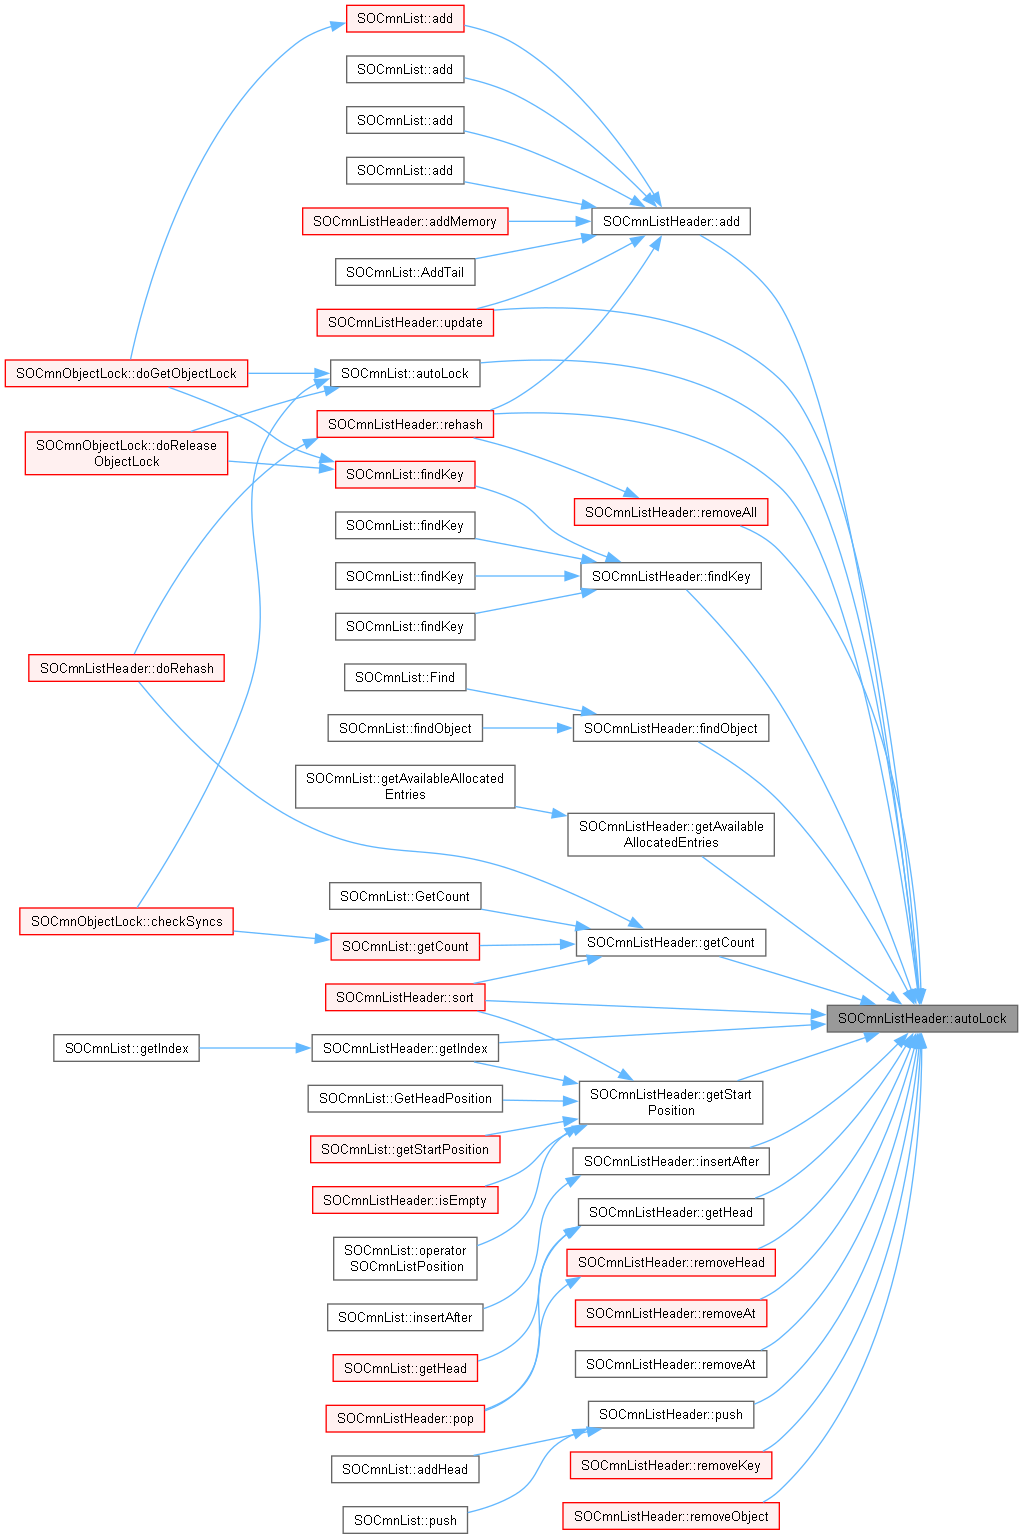 SOCmnList::add
SOCmnList::add
SOCmnList::add
SOCmnList::add
SOCmnListHeader::add
SOCmnListHeader::addMemory
SOCmnList::AddTail
SOCmnListHeader::update
SOCmnObjectLock::doGetObjectLock
SOCmnList::autoLock
SOCmnListHeader::rehash
SOCmnObjectLock::doRelease
ObjectLock
SOCmnList::findKey
SOCmnListHeader::removeAll
SOCmnList::findKey
SOCmnList::findKey
SOCmnListHeader::findKey
SOCmnList::findKey
SOCmnListHeader::doRehash
SOCmnList::Find
SOCmnList::findObject
SOCmnListHeader::findObject
SOCmnList::getAvailableAllocated
Entries
SOCmnListHeader::getAvailable
AllocatedEntries
SOCmnList::GetCount
SOCmnObjectLock::checkSyncs
SOCmnList::getCount
SOCmnListHeader::getCount
SOCmnListHeader::sort
SOCmnListHeader::autoLock
SOCmnList::getIndex
SOCmnListHeader::getIndex
SOCmnList::GetHeadPosition
SOCmnListHeader::getStart
Position
SOCmnList::getStartPosition
SOCmnListHeader::insertAfter
SOCmnListHeader::isEmpty
SOCmnListHeader::getHead
SOCmnList::operator
SOCmnListPosition
SOCmnListHeader::removeHead
SOCmnList::insertAfter
SOCmnListHeader::removeAt
SOCmnList::getHead
SOCmnListHeader::removeAt
SOCmnListHeader::pop
SOCmnListHeader::push
SOCmnList::addHead
SOCmnListHeader::removeKey
SOCmnList::push
SOCmnListHeader::removeObject